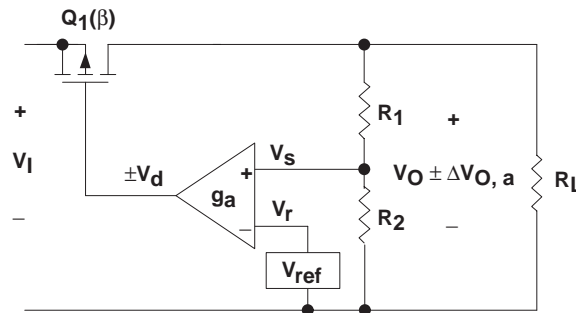 Q1(β)
+
VI
–
±Vd
ga
+
–
Vs
Vr
Vref
R1
R2
+
VO ± ΔVO, a
–
RL